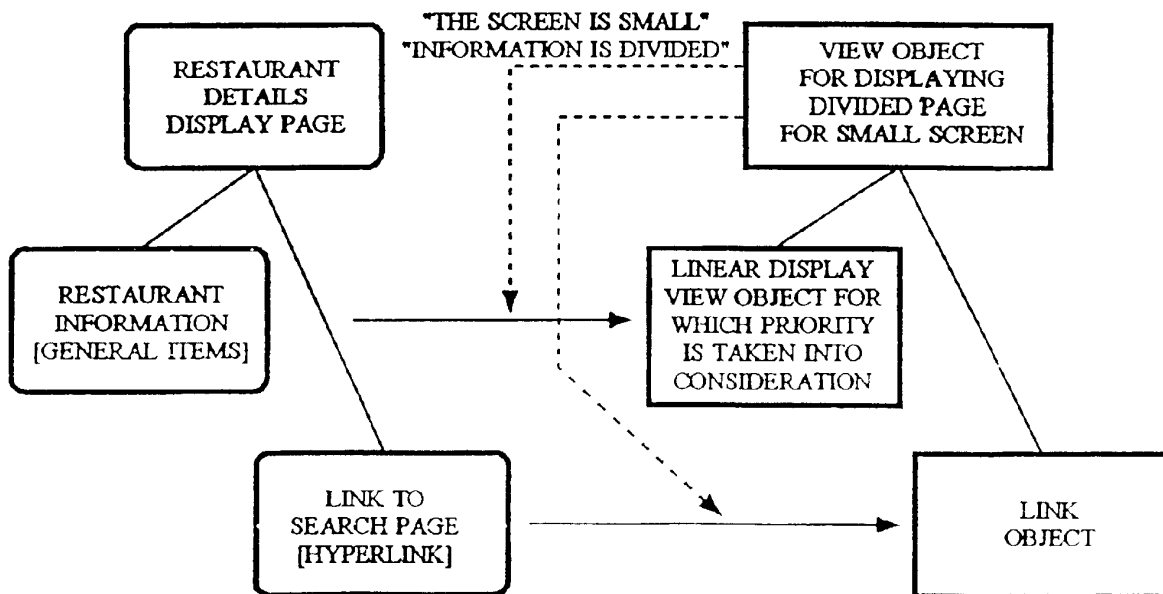 "THE SCREEN IS SMALL"
"INFORMATION IS DIVIDED"
RESTAURANT
DETAILS
DISPLAY PAGE
VIEW OBJECT
FOR DISPLAYING
DIVIDED PAGE
FOR SMALL SCREEN
RESTAURANT
INFORMATION
[GENERAL ITEMS]
LINEAR DISPLAY
VIEW OBJECT FOR
WHICH PRIORITY
IS TAKEN INTO
CONSIDERATION
LINK TO
SEARCH PAGE
[HYPERLINK]
LINK
OBJECT